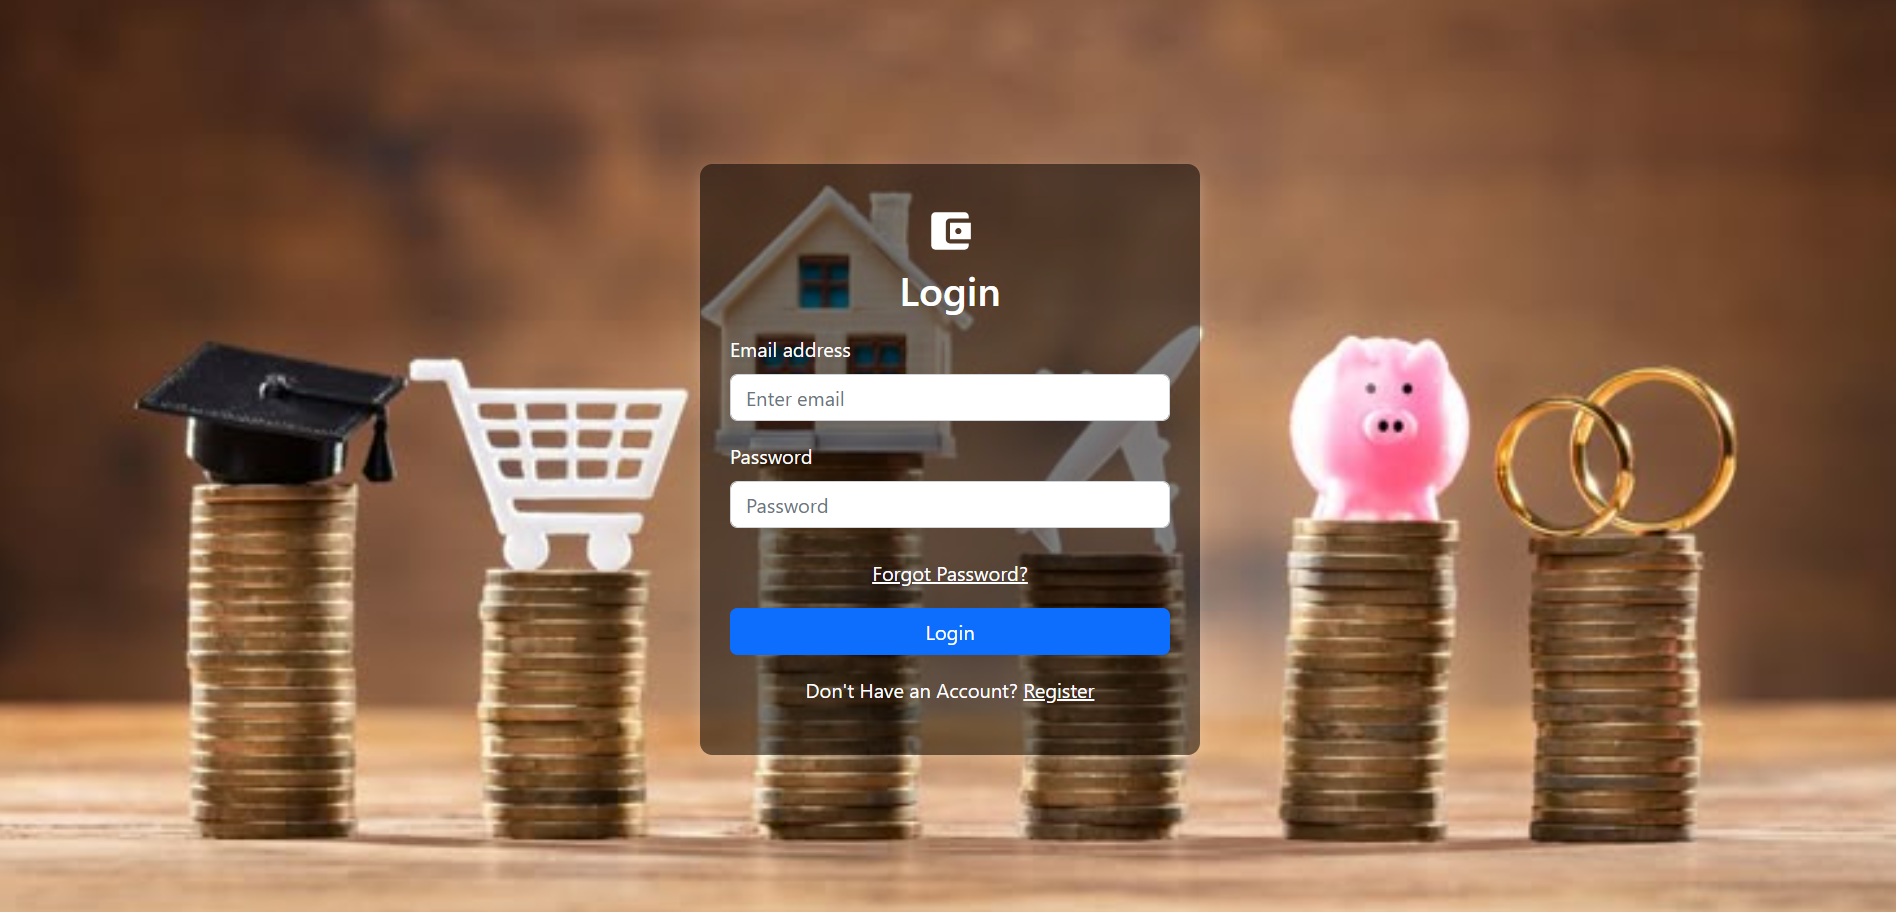 Login
Email address
Enter email
Password
Password
Forgot Password?
Login
Don't Have an Account? Register